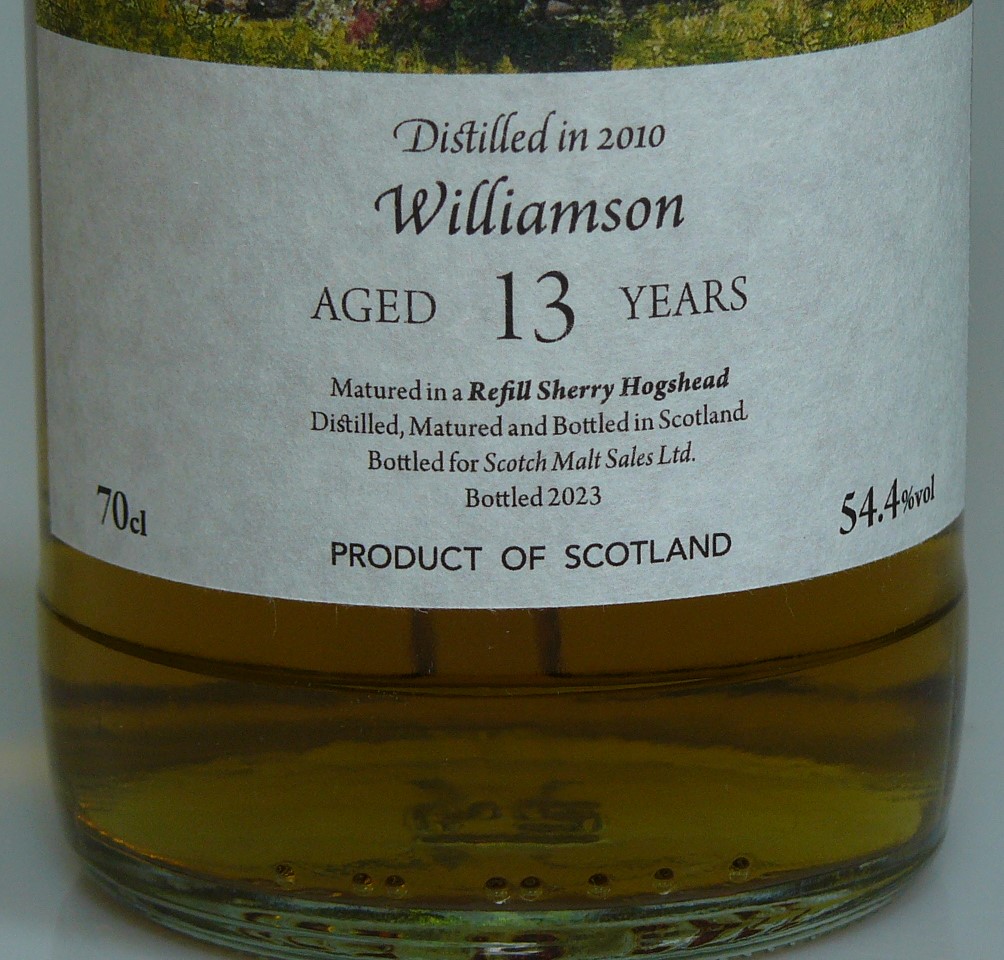 Distilled in 2010
Williamson
AGED 13 YEARS
Matured in a Refill Sherry Hogshead
Distilled, Matured and Bottled in Scotland
Bottled for Scotch Malt Sales Ltd.
Bottled 2023
70cl
54.4%vol
PRODUCT OF SCOTLAND